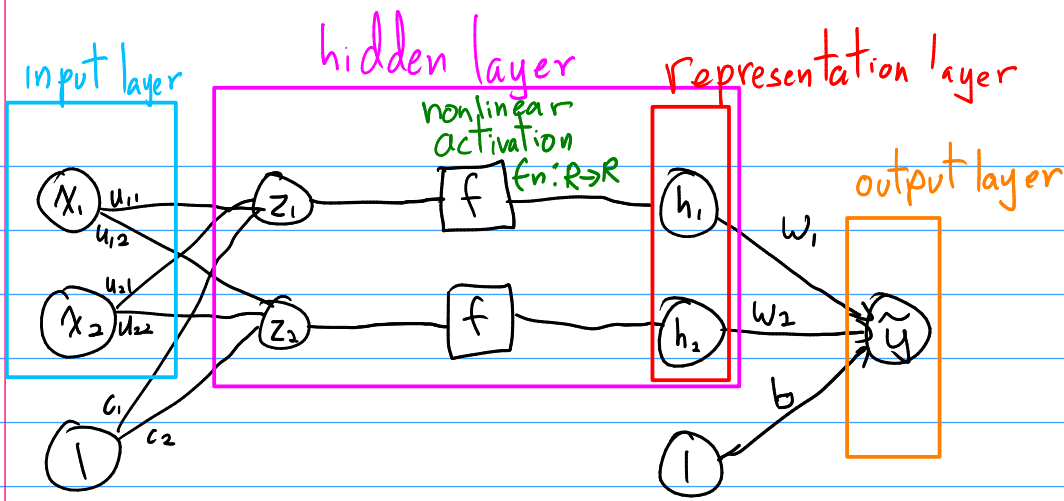 input layer
hidden layer
representation layer
output layer
nonlinear
activation
fn: R→R
x₁
u₁₁
u₁₂
z₁
f
h₁
w₁
x₂
u₂₁
u₂₂
z₂
f
h₂
w₂
ỹ
c₁
c₂
1
b
1